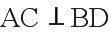 AC ⊥ BD